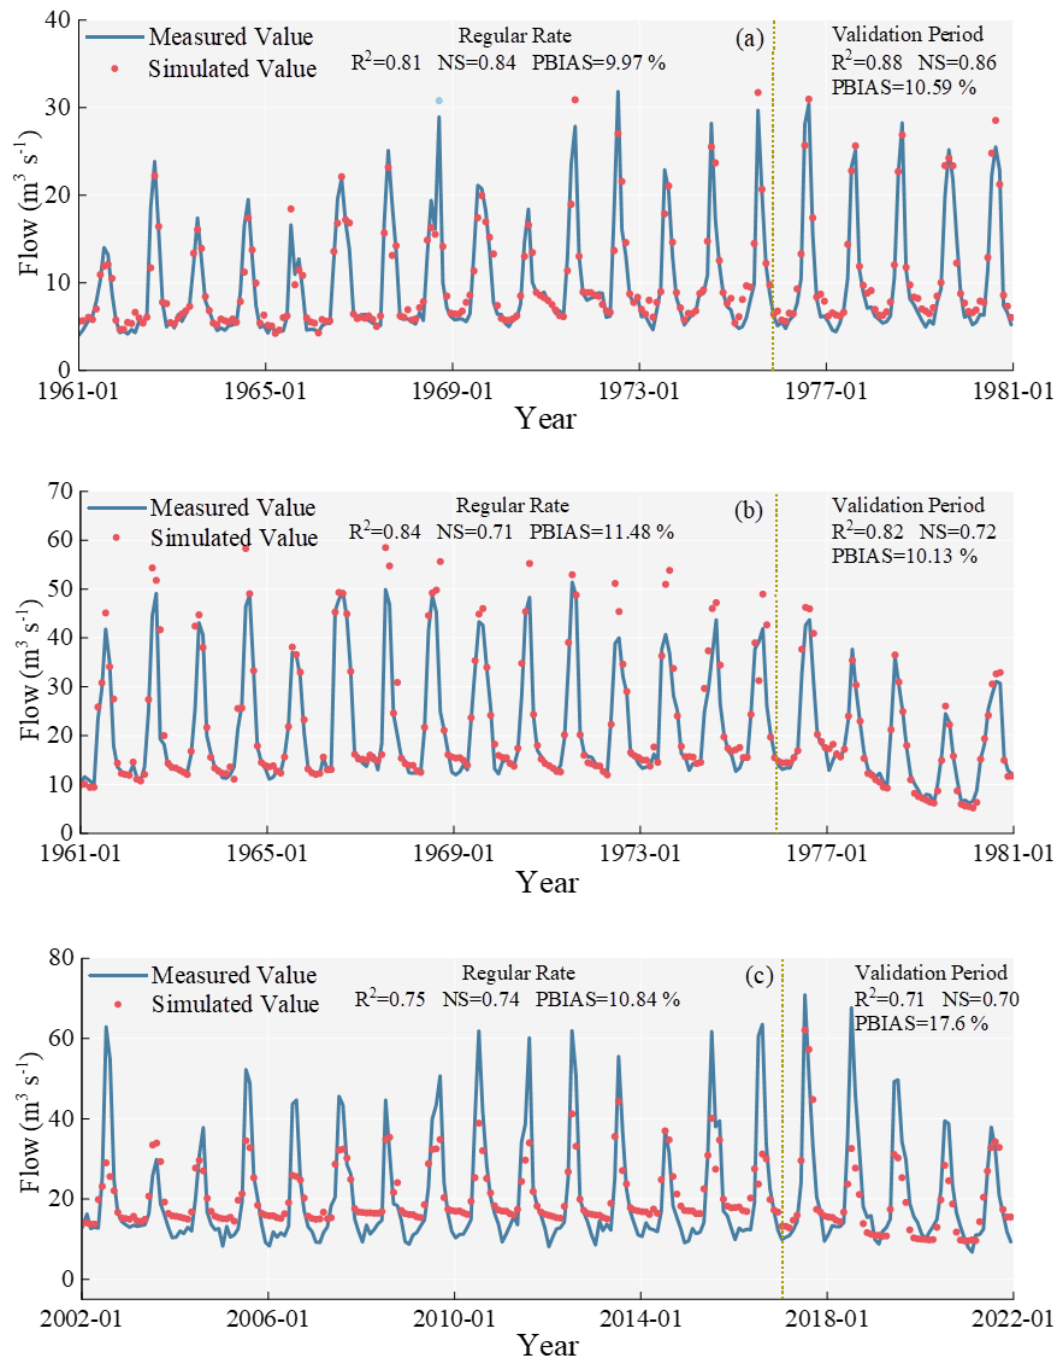 40
30
20
10
0
Flow (m³ s⁻¹)
Measured Value
Simulated Value
Regular Rate
R²=0.81 NS=0.84 PBIAS=9.97 %
(a)
Validation Period
R²=0.88 NS=0.86
PBIAS=10.59 %
1961-01 1965-01 1969-01 1973-01 1977-01 1981-01
Year
70
60
50
40
30
20
10
0
Flow (m³ s⁻¹)
Measured Value
Simulated Value
Regular Rate
R²=0.84 NS=0.71 PBIAS=11.48 %
(b)
Validation Period
R²=0.82 NS=0.72
PBIAS=10.13 %
1961-01 1965-01 1969-01 1973-01 1977-01 1981-01
Year
80
60
40
20
0
Flow (m³ s⁻¹)
Measured Value
Simulated Value
Regular Rate
R²=0.75 NS=0.74 PBIAS=10.84 %
(c)
Validation Period
R²=0.71 NS=0.70
PBIAS=17.6 %
2002-01 2006-01 2010-01 2014-01 2018-01 2022-01
Year